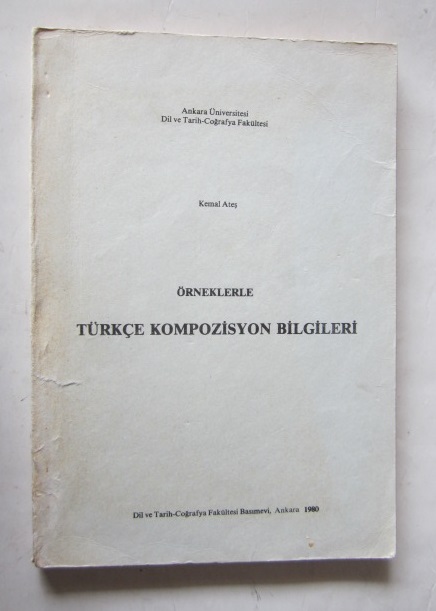 Ankara Üniversitesi
Dil ve Tarih-Coğrafya Fakültesi
Kemal Ateş
ÖRNEKLERLE
TÜRKÇE KOMPOZİSYON BİLGİLERİ
Dil ve Tarih-Coğrafya Fakültesi Basımevi, Ankara 1980